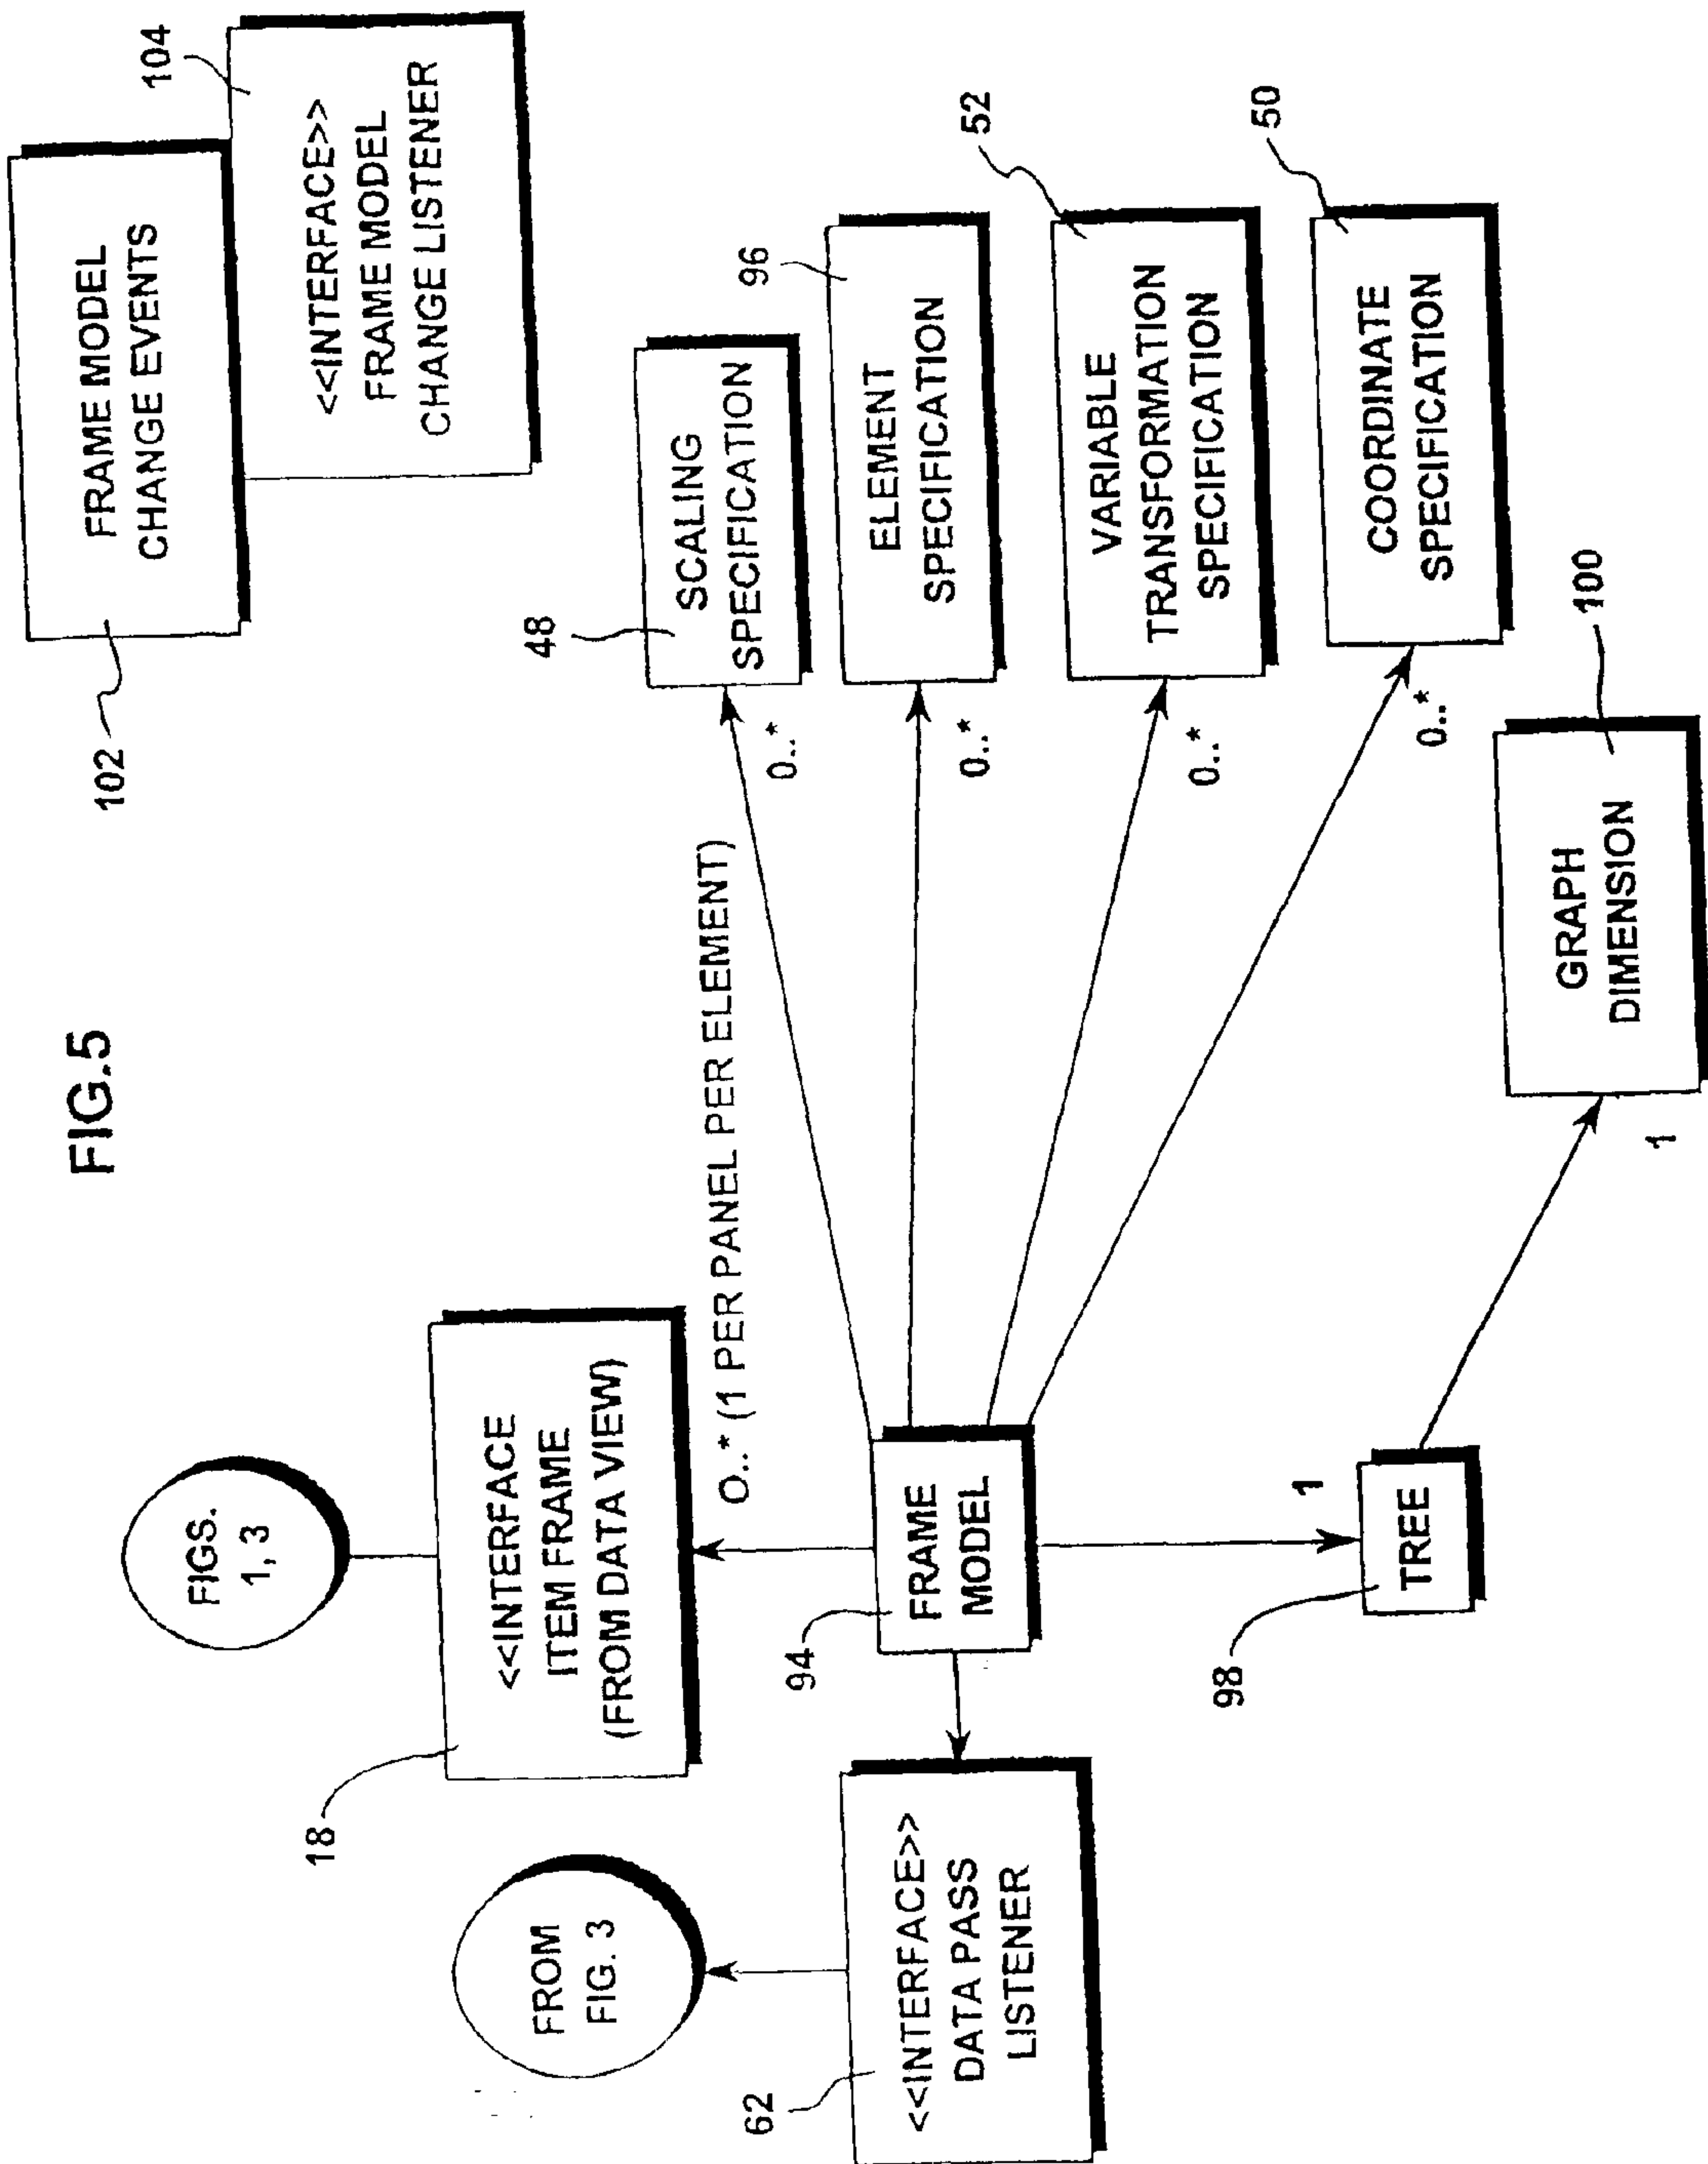 FIG.5
FROM
FIG. 3
FIGS.
1, 3
62
<<INTERFACE>>
DATA PASS
LISTENER
18
<<INTERFACE
ITEM FRAME
(FROM DATA VIEW)
O..* (1 PER PANEL PER ELEMENT)
94
FRAME
MODEL
98
TREE
1
GRAPH
DIMENSION
100
1
102
FRAME MODEL
CHANGE EVENTS
104
<<INTERFACE>>
FRAME MODEL
CHANGE LISTENER
48
SCALING
SPECIFICATION
0..*
96
ELEMENT
SPECIFICATION
0..*
52
VARIABLE
TRANSFORMATION
SPECIFICATION
0..*
50
COORDINATE
SPECIFICATION
0..*